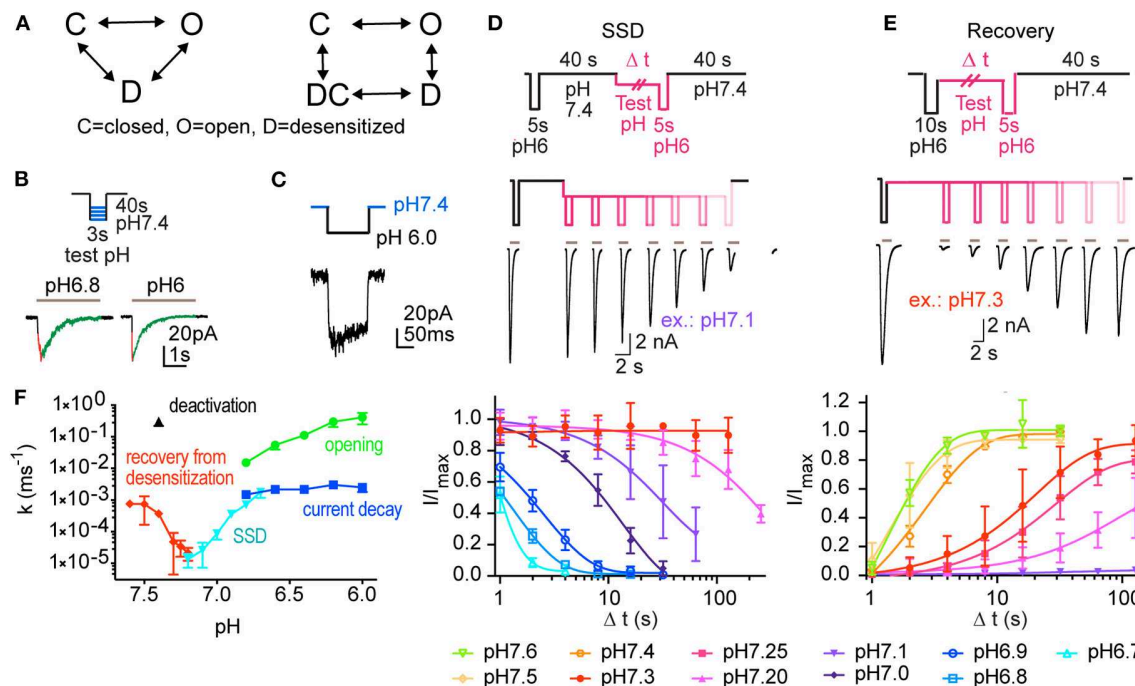 A
C O
D
C O
DC D
C=closed, O=open, D=desensitized
B
40s
pH7.4
3s
test pH
pH6.8 pH6
20pA
1s
C
pH7.4
pH 6.0
20pA
50ms
D
SSD
40 s Δ t 40 s
pH
7.4
Test
pH
pH7.4
5s
pH6
5s
pH6
ex.: pH7.1
2 nA
2 s
E
Recovery
Δ t 40 s
Test
pH
pH7.4
10s
pH6
5s
pH6
ex.: pH7.3
2 nA
2 s
F
k (ms⁻¹)
1×10⁰
1×10⁻¹
1×10⁻²
1×10⁻³
1×10⁻⁴
1×10⁻⁵
deactivation
recovery from
desensitization
opening
current decay
SSD
7.5 7.0 6.5 6.0
pH
I/Imax
1.0
0.8
0.6
0.4
0.2
0.0
1 10 100
Δ t (s)
I/Imax
1.2
1.0
0.8
0.6
0.4
0.2
0.0
1 10 100
Δ t (s)
pH7.6 pH7.4 pH7.25 pH7.1 pH6.9 pH6.7
pH7.5 pH7.3 pH7.20 pH7.0 pH6.8